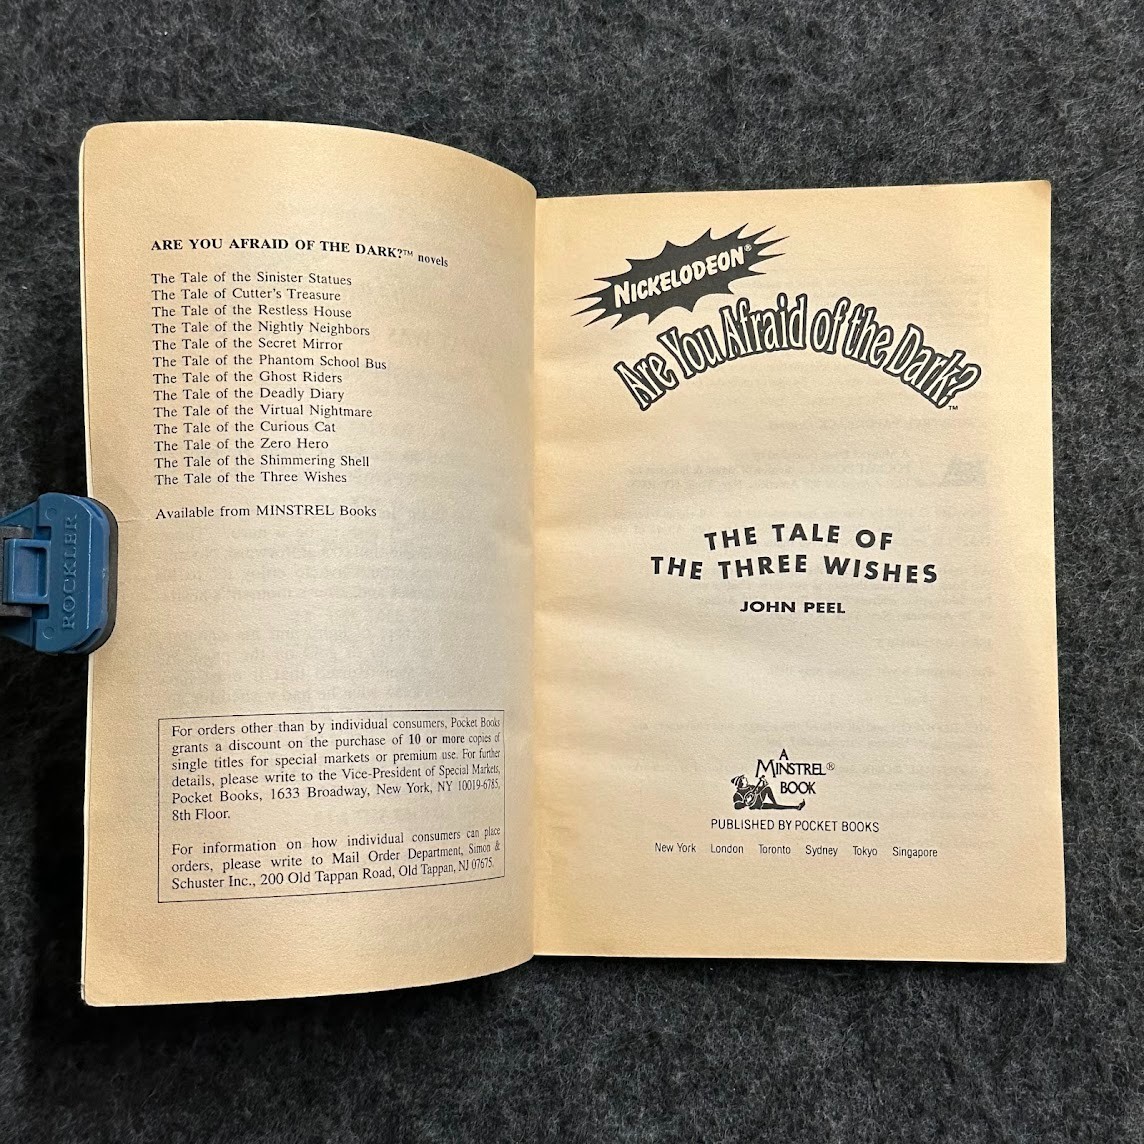 ARE YOU AFRAID OF THE DARK?™ novels
The Tale of the Sinister Statues
The Tale of Cutter's Treasure
The Tale of the Restless House
The Tale of the Nightly Neighbors
The Tale of the Secret Mirror
The Tale of the Phantom School Bus
The Tale of the Ghost Riders
The Tale of the Deadly Diary
The Tale of the Virtual Nightmare
The Tale of the Curious Cat
The Tale of the Zero Hero
The Tale of the Shimmering Shell
The Tale of the Three Wishes
Available from MINSTREL Books
For orders other than by individual consumers, Pocket Books
grants a discount on the purchase of 10 or more copies of
single titles for special markets or premium use. For further
details, please write to the Vice-President of Special Markets,
Pocket Books, 1633 Broadway, New York, NY 10019-6785,
8th Floor.
For information on how individual consumers can place
orders, please write to Mail Order Department, Simon &
Schuster Inc., 200 Old Tappan Road, Old Tappan, NJ 07675.
ROCKLER
NICKELODEON®
Are You Afraid of the Dark?™
THE TALE OF
THE THREE WISHES
JOHN PEEL
A
MINSTREL®
BOOK
PUBLISHED BY POCKET BOOKS
New York London Toronto Sydney Tokyo Singapore